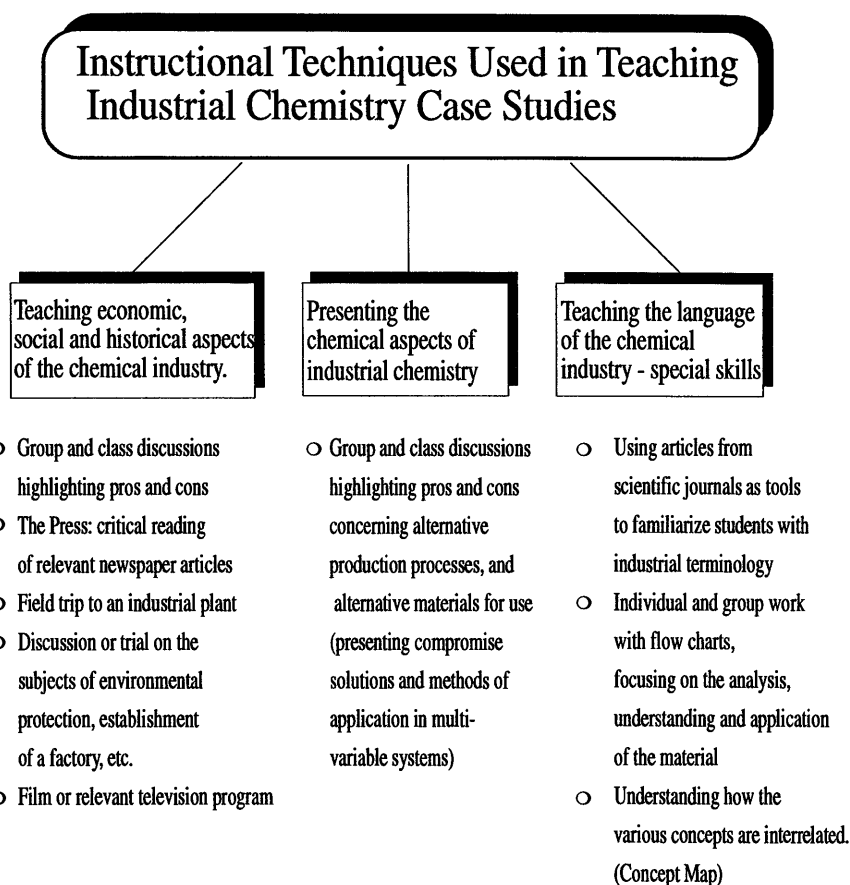 Instructional Techniques Used in Teaching
Industrial Chemistry Case Studies
Teaching economic,
social and historical aspects
of the chemical industry.
Group and class discussions
highlighting pros and cons
The Press: critical reading
of relevant newspaper articles
Field trip to an industrial plant
Discussion or trial on the
subjects of environmental
protection, establishment
of a factory, etc.
Film or relevant television program
Presenting the
chemical aspects of
industrial chemistry
Group and class discussions
highlighting pros and cons
concerning alternative
production processes, and
alternative materials for use
(presenting compromise
solutions and methods of
application in multi-
variable systems)
Teaching the language
of the chemical
industry - special skills
Using articles from
scientific journals as tools
to familiarize students with
industrial terminology
Individual and group work
with flow charts,
focusing on the analysis,
understanding and application
of the material
Understanding how the
various concepts are interrelated.
(Concept Map)